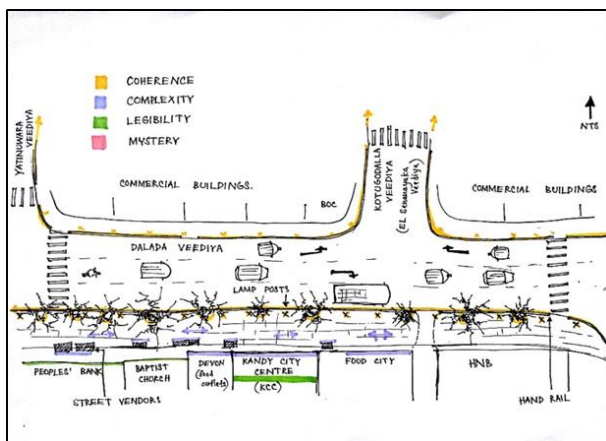 COHERENCE
COMPLEXITY
LEGIBILITY
MYSTERY
NTS
YATINUWARA
VEEDIYA
COMMERCIAL BUILDINGS.
BOC
KOTUGODALLA
VEEDIYA
(EL Senanayake
Veediya)
COMMERCIAL BUILDINGS
DALADA VEEDIYA
LAMP POSTS
PEOPLES' BANK
BAPTIST
CHURCH
DEVON
(food
outlets)
KANDY CITY
CENTRE
(KCC)
FOOD CITY
HNB
STREET VENDORS
HAND RAIL